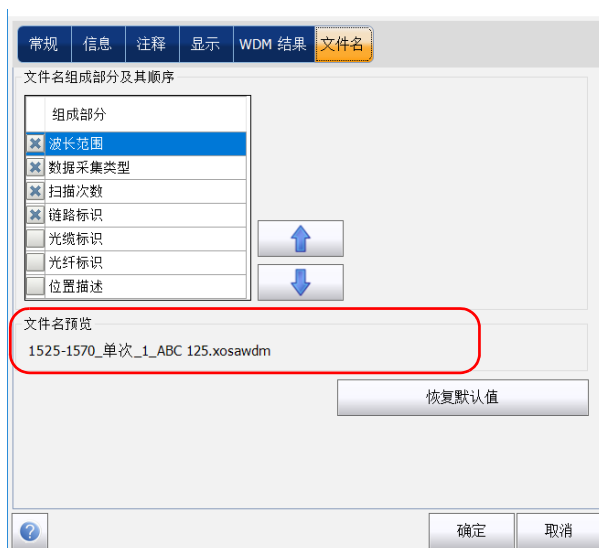 常规 信息 注释 显示 WDM 结果 文件名
文件名组成部分及其顺序
组成部分
波长范围
数据采集类型
扫描次数
链路标识
光缆标识
光纤标识
位置描述
文件名预览
1525-1570_单次_1_ABC 125.xosawdm
恢复默认值
? 确定 取消